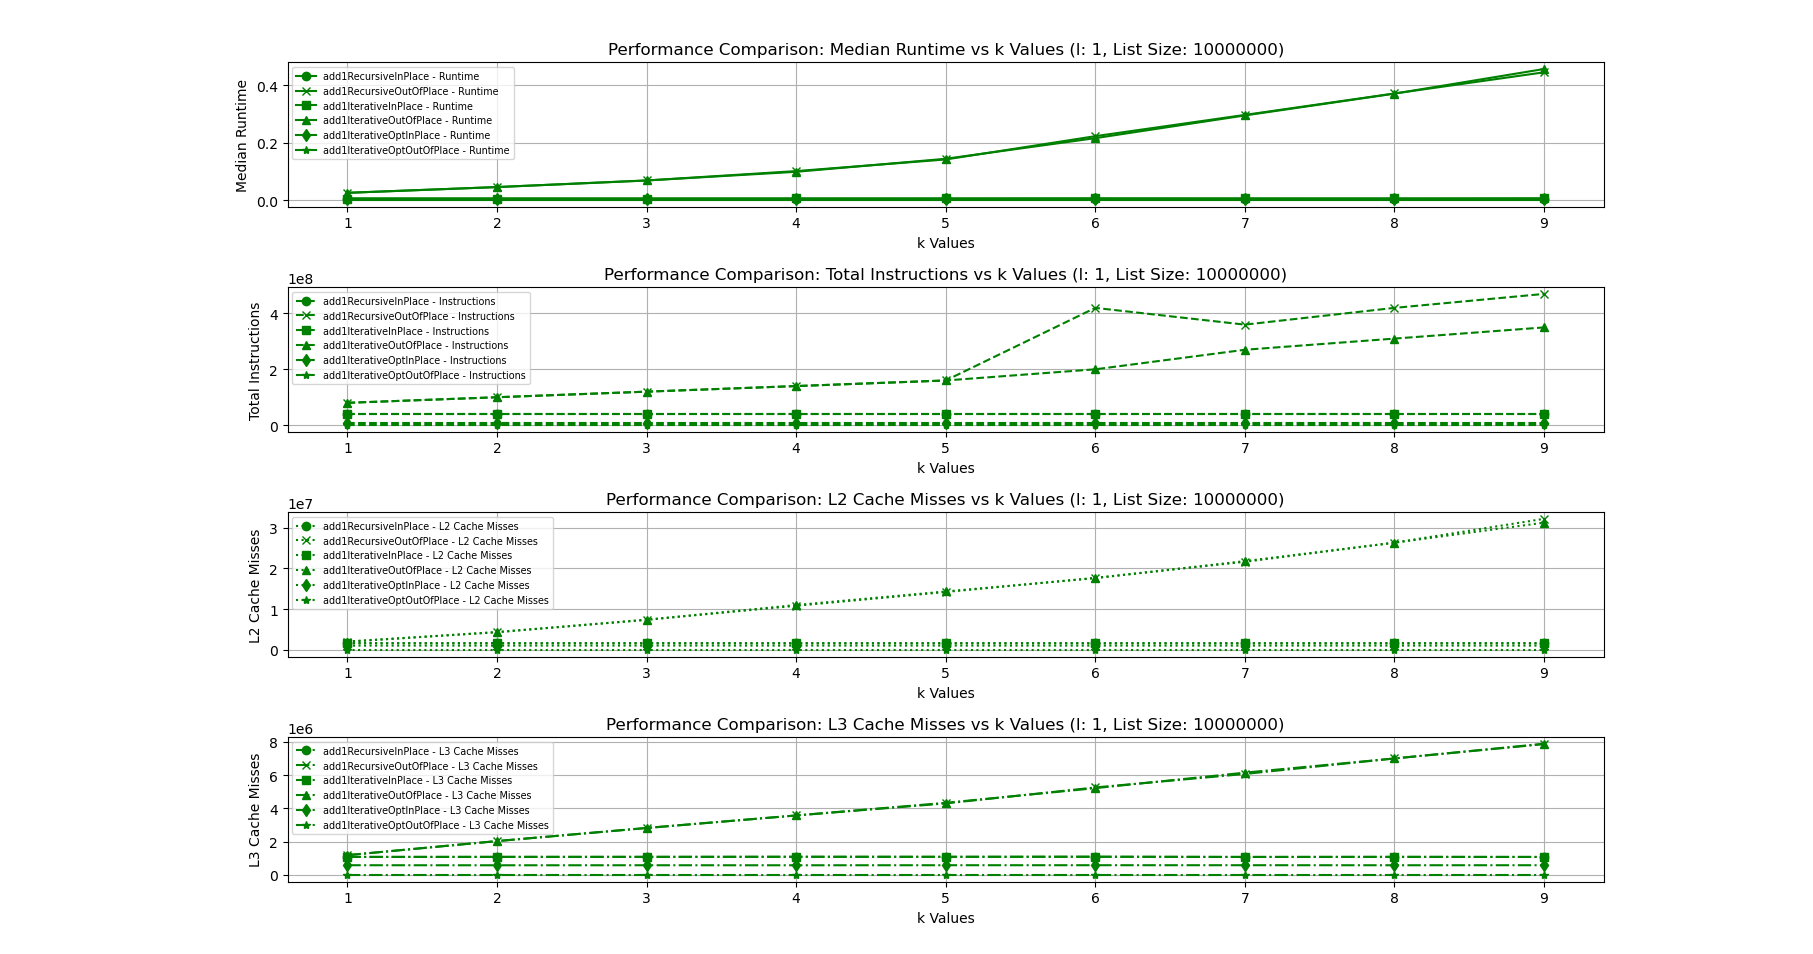 Performance Comparison: Median Runtime vs k Values (l: 1, List Size: 10000000)
Median Runtime
0.4
0.2
0.0
add1RecursiveInPlace - Runtime
add1RecursiveOutOfPlace - Runtime
add1IterativeInPlace - Runtime
add1IterativeOutOfPlace - Runtime
add1IterativeOptInPlace - Runtime
add1IterativeOptOutOfPlace - Runtime
1 2 3 4 5 6 7 8 9
k Values
Performance Comparison: Total Instructions vs k Values (l: 1, List Size: 10000000)
1e8
Total Instructions
4
2
0
add1RecursiveInPlace - Instructions
add1RecursiveOutOfPlace - Instructions
add1IterativeInPlace - Instructions
add1IterativeOutOfPlace - Instructions
add1IterativeOptInPlace - Instructions
add1IterativeOptOutOfPlace - Instructions
1 2 3 4 5 6 7 8 9
k Values
Performance Comparison: L2 Cache Misses vs k Values (l: 1, List Size: 10000000)
1e7
L2 Cache Misses
3
2
1
0
add1RecursiveInPlace - L2 Cache Misses
add1RecursiveOutOfPlace - L2 Cache Misses
add1IterativeInPlace - L2 Cache Misses
add1IterativeOutOfPlace - L2 Cache Misses
add1IterativeOptInPlace - L2 Cache Misses
add1IterativeOptOutOfPlace - L2 Cache Misses
1 2 3 4 5 6 7 8 9
k Values
Performance Comparison: L3 Cache Misses vs k Values (l: 1, List Size: 10000000)
1e6
L3 Cache Misses
8
6
4
2
0
add1RecursiveInPlace - L3 Cache Misses
add1RecursiveOutOfPlace - L3 Cache Misses
add1IterativeInPlace - L3 Cache Misses
add1IterativeOutOfPlace - L3 Cache Misses
add1IterativeOptInPlace - L3 Cache Misses
add1IterativeOptOutOfPlace - L3 Cache Misses
1 2 3 4 5 6 7 8 9
k Values